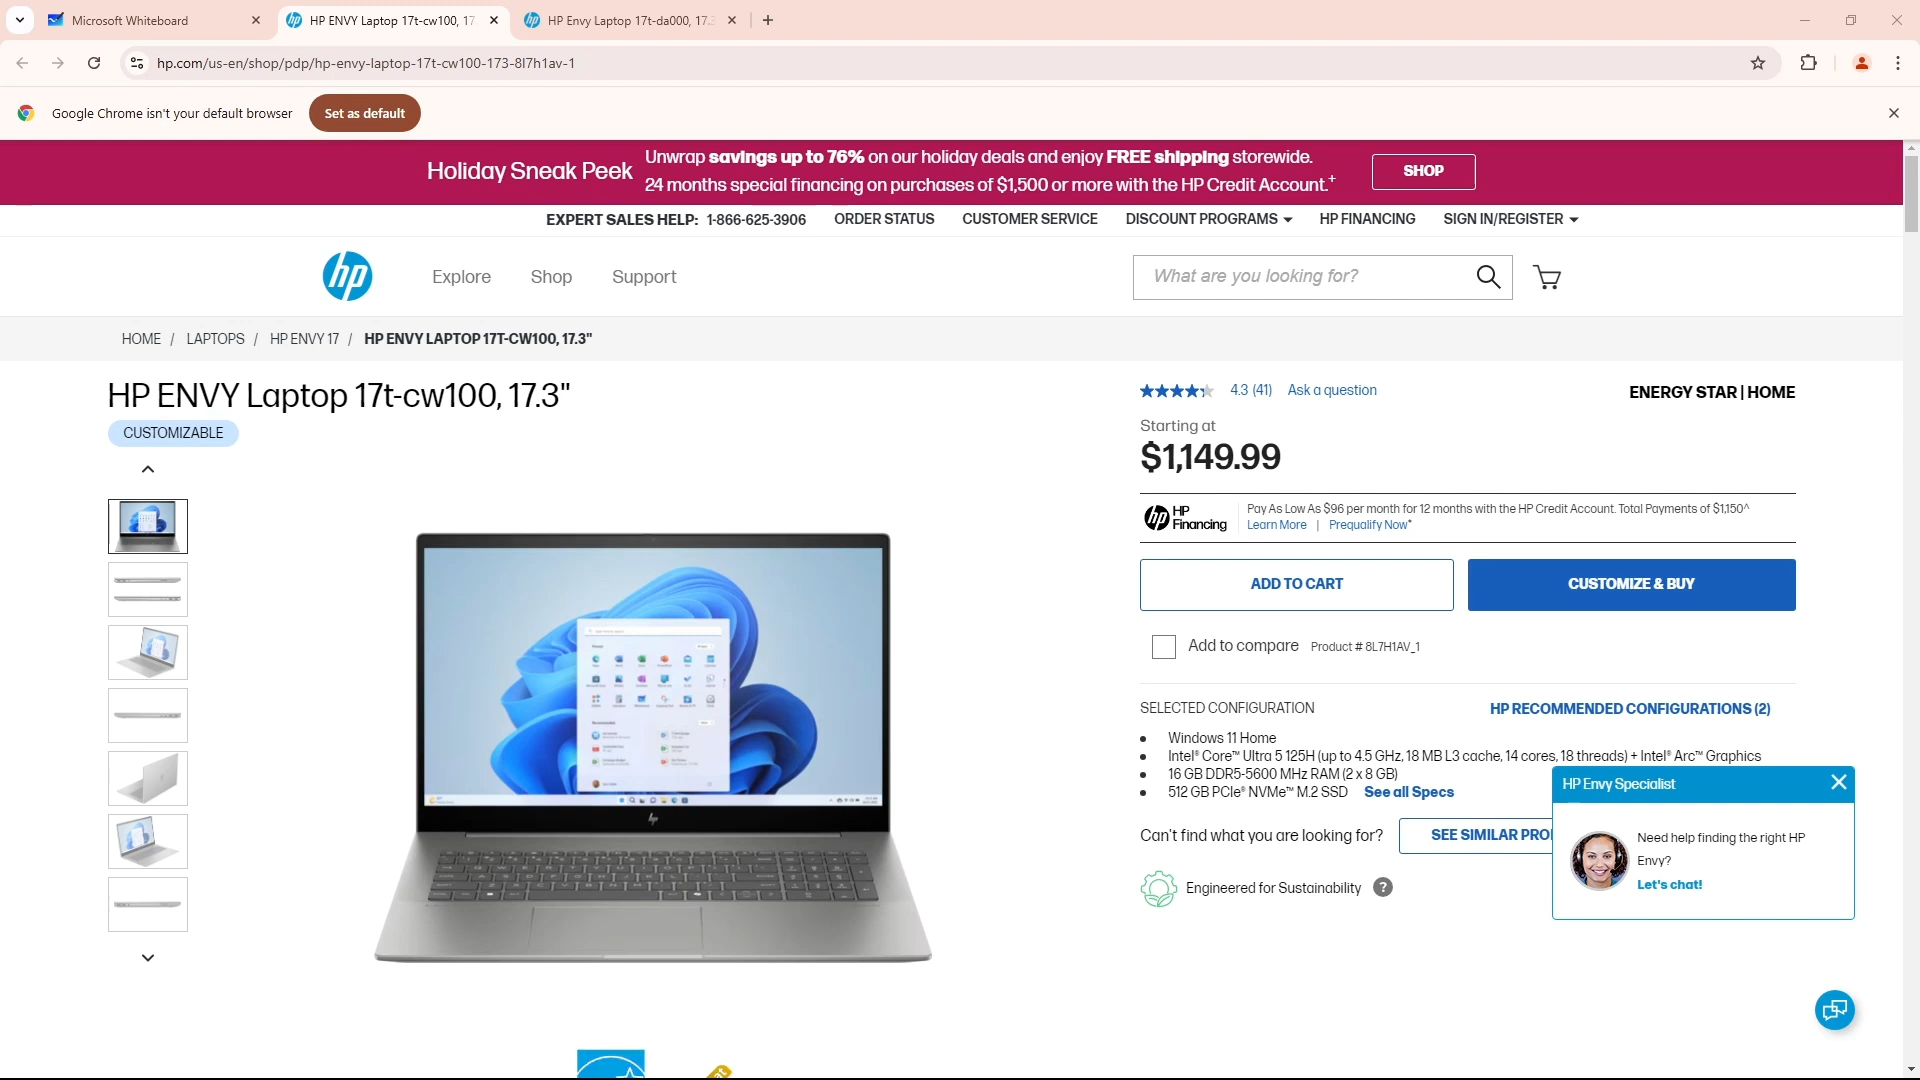 Microsoft Whiteboard
HP ENVY Laptop 17t-cw100, 17
HP Envy Laptop 17t-da000, 17.3
hp.com/us-en/shop/pdp/hp-envy-laptop-17t-cw100-173-8l7h1av-1
Google Chrome isn't your default browser
Set as default
Holiday Sneak Peek
Unwrap savings up to 76% on our holiday deals and enjoy FREE shipping storewide.
24 months special financing on purchases of $1,500 or more with the HP Credit Account.+
SHOP
EXPERT SALES HELP: 1-866-625-3906 ORDER STATUS CUSTOMER SERVICE DISCOUNT PROGRAMS HP FINANCING SIGN IN/REGISTER
hp Explore Shop Support What are you looking for?
HOME / LAPTOPS / HP ENVY 17 / HP ENVY LAPTOP 17T-CW100, 17.3"
HP ENVY Laptop 17t-cw100, 17.3"
CUSTOMIZABLE
4.3 (41) Ask a question ENERGY STAR | HOME
Starting at
$1,149.99
hp HP Financing
Pay As Low As $96 per month for 12 months with the HP Credit Account. Total Payments of $1,150^
Learn More | Prequalify Now*
ADD TO CART
CUSTOMIZE & BUY
Add to compare Product # 8L7H1AV_1
SELECTED CONFIGURATION HP RECOMMENDED CONFIGURATIONS (2)
Windows 11 Home
Intel® Core™ Ultra 5 125H (up to 4.5 GHz, 18 MB L3 cache, 14 cores, 18 threads) + Intel® Arc™ Graphics
16 GB DDR5-5600 MHz RAM (2 x 8 GB)
512 GB PCIe® NVMe™ M.2 SSD See all Specs
Can't find what you are looking for? SEE SIMILAR
Engineered for Sustainability ?
HP Envy Specialist
Need help finding the right HP
Envy?
Let's chat!